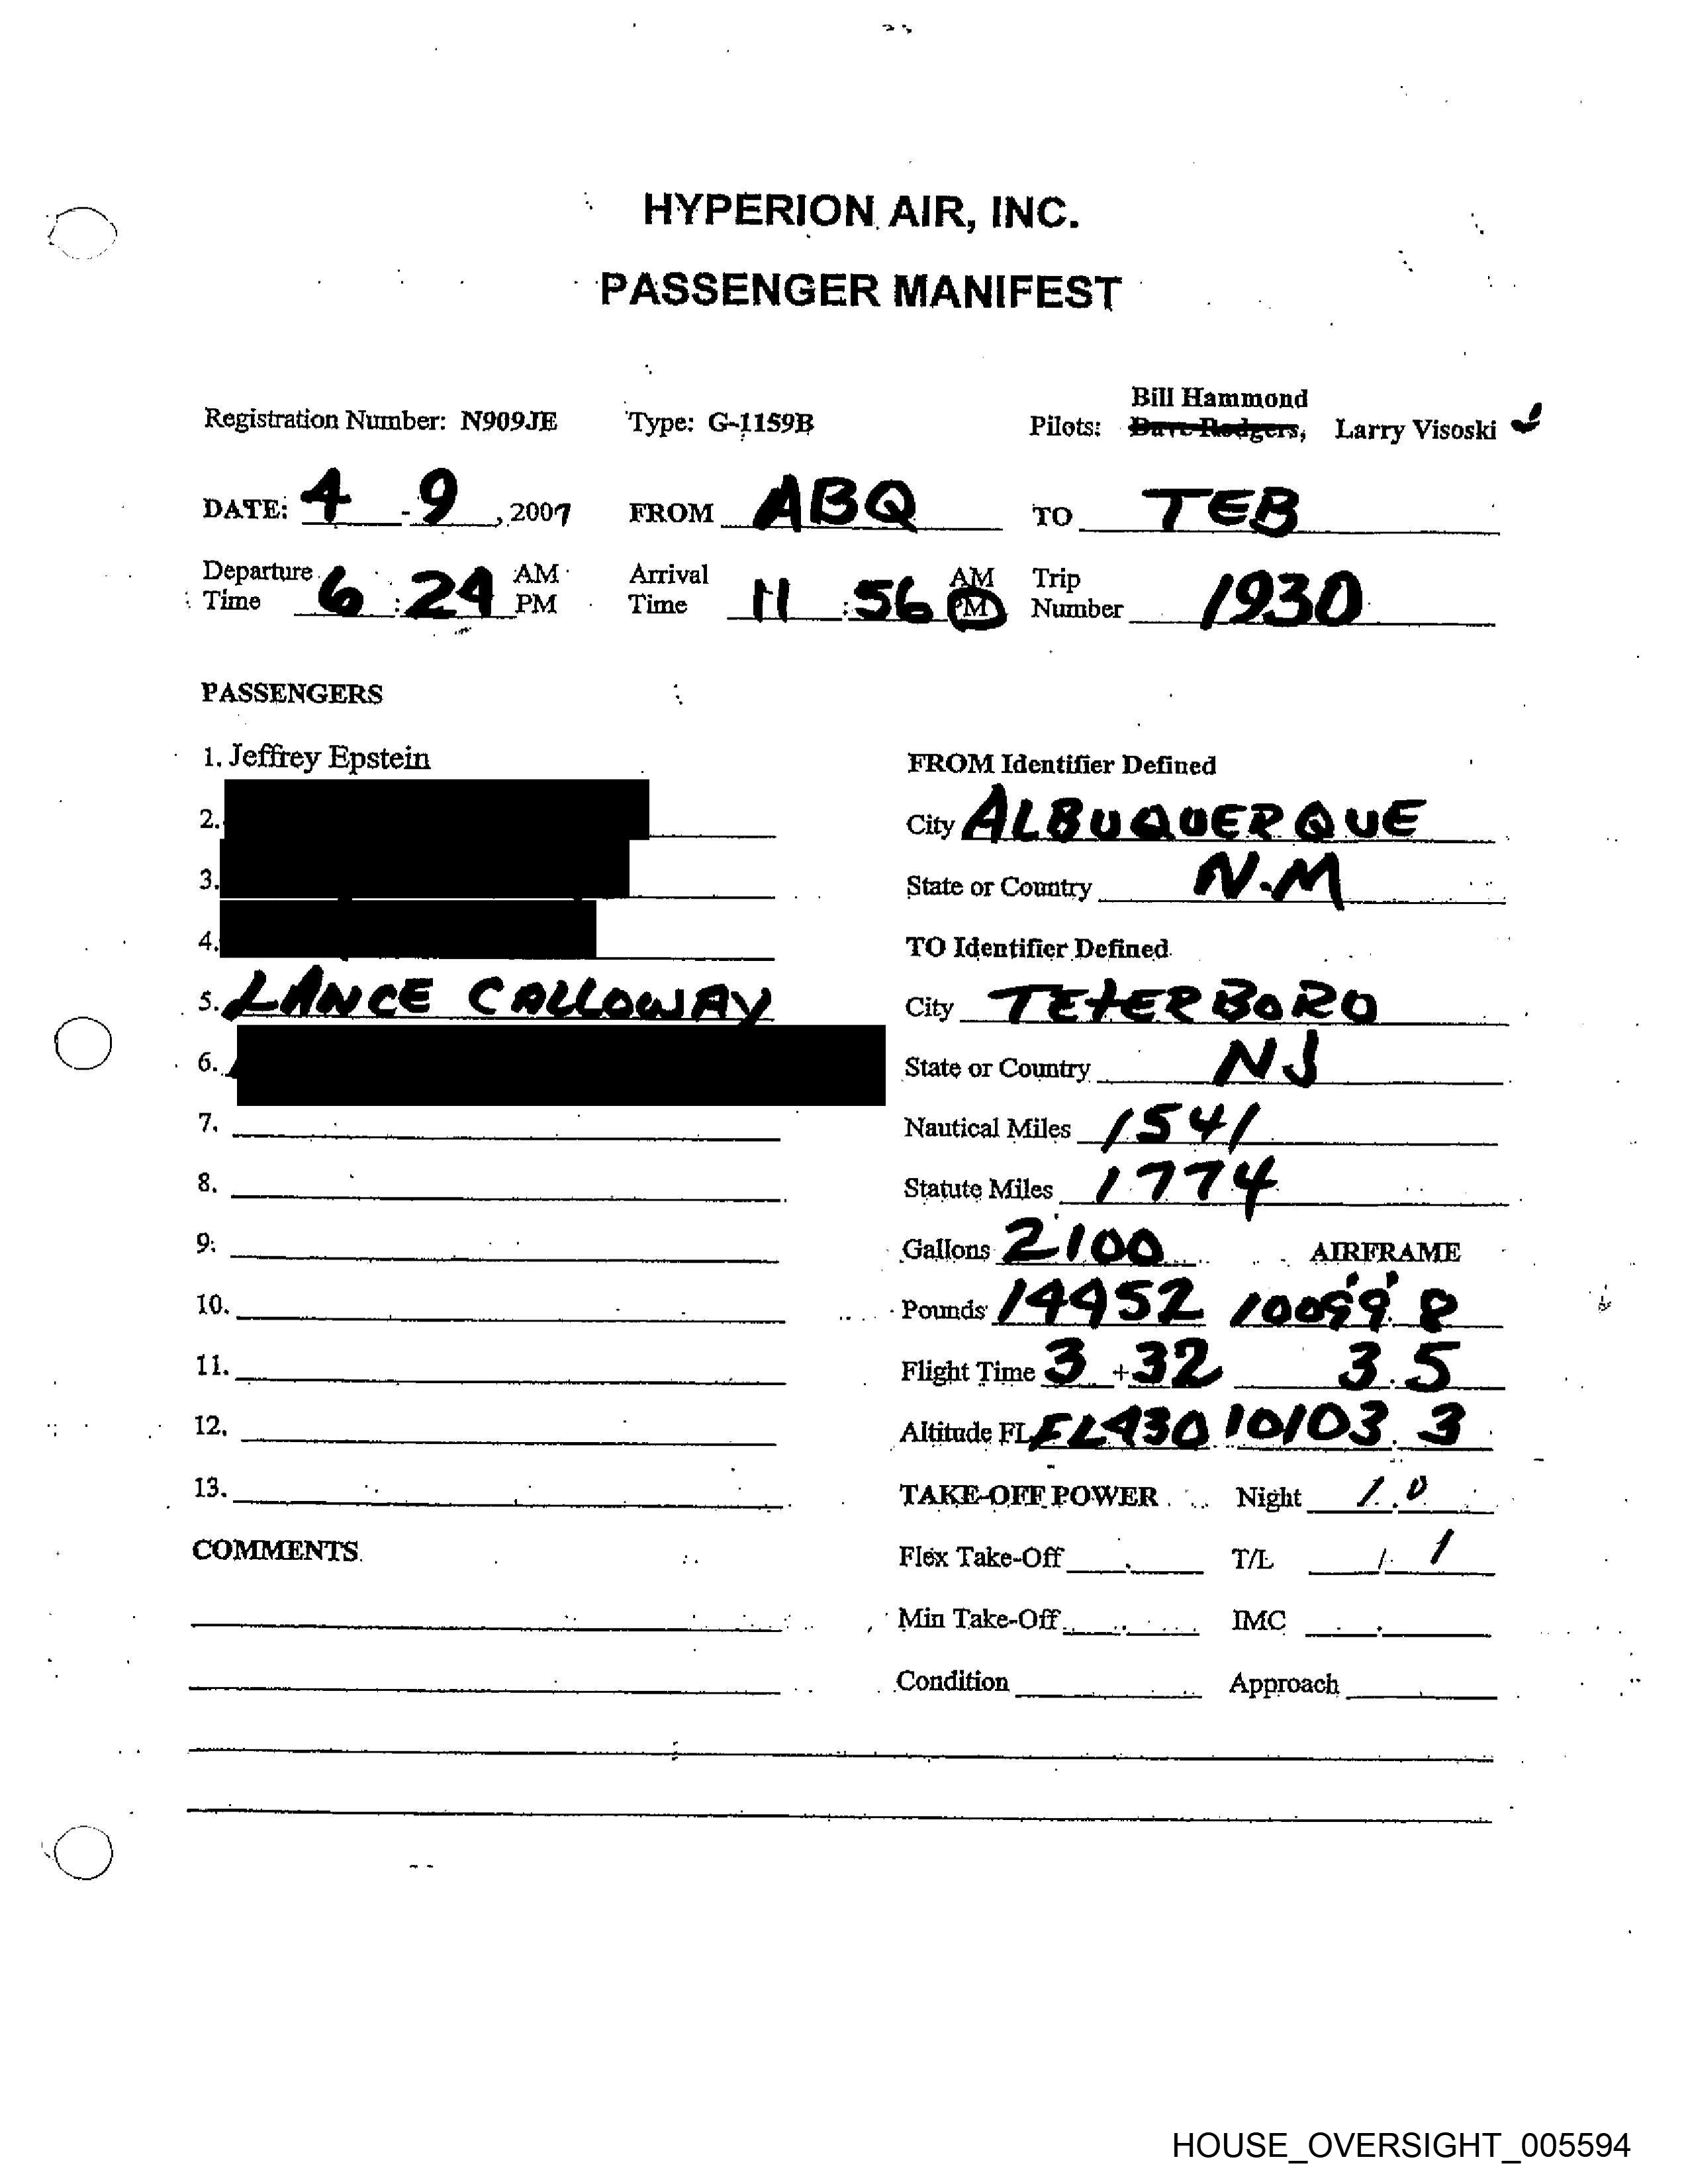 HYPERION AIR, INC.
PASSENGER MANIFEST
Bill Hammond
Registration Number: N909JE Type: G-1159B Pilots: Dave Rodgers, Larry Visoski
DATE: 4 - 9, 2007 FROM ABQ TO TEB
Departure Time 6:24 AM PM Arrival Time 11:56 AM PM Trip Number 1930
PASSENGERS
1. Jeffrey Epstein
2.
3.
4.
5. LANCE CALLOWAY
6.
7.
8.
9.
10.
11.
12.
13.
COMMENTS
FROM Identifier Defined
City ALBUQUERQUE
State or Country N.M
TO Identifier Defined
City TETERBORO
State or Country NJ
Nautical Miles 1541
Statute Miles 1774
Gallons 2100 AIRFRAME
Pounds 14952 10099.8
Flight Time 3+32 3.5
Altitude FL FL430 10103.3
TAKE-OFF POWER Night 1.0
Flex Take-Off T/L / 1
Min Take-Off IMC
Condition Approach
HOUSE_OVERSIGHT_005594